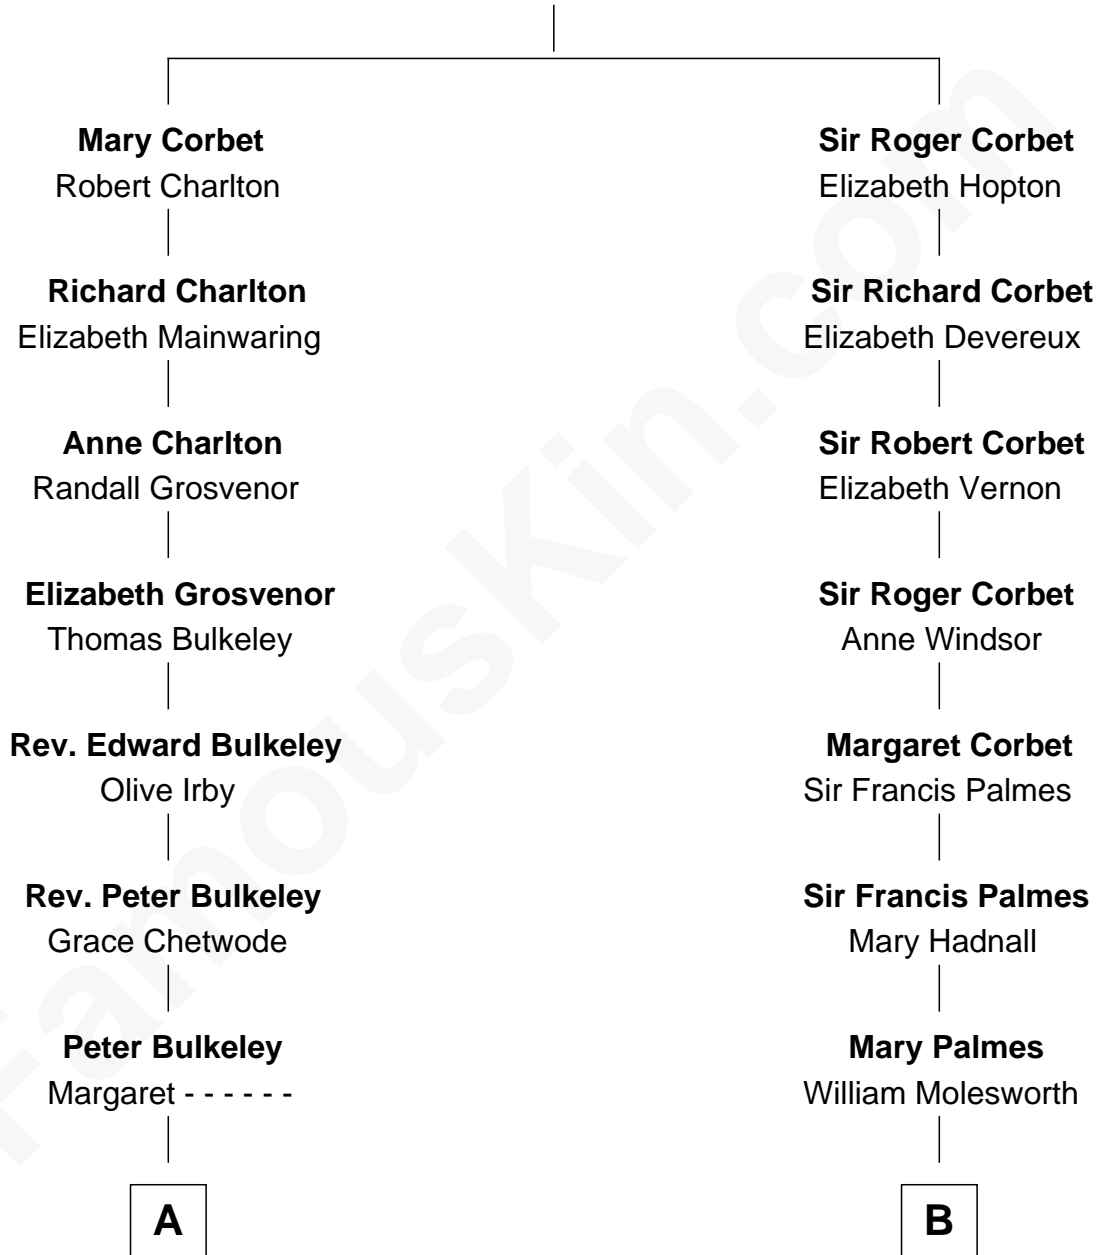 Mary Corbet
Robert Charlton
Sir Roger Corbet
Elizabeth Hopton
Richard Charlton
Elizabeth Mainwaring
Sir Richard Corbet
Elizabeth Devereux
Anne Charlton
Randall Grosvenor
Sir Robert Corbet
Elizabeth Vernon
Elizabeth Grosvenor
Thomas Bulkeley
Sir Roger Corbet
Anne Windsor
Rev. Edward Bulkeley
Olive Irby
Margaret Corbet
Sir Francis Palmes
Rev. Peter Bulkeley
Grace Chetwode
Sir Francis Palmes
Mary Hadnall
Peter Bulkeley
Margaret - - - - - -
Mary Palmes
William Molesworth
A
B
FamousKin.com